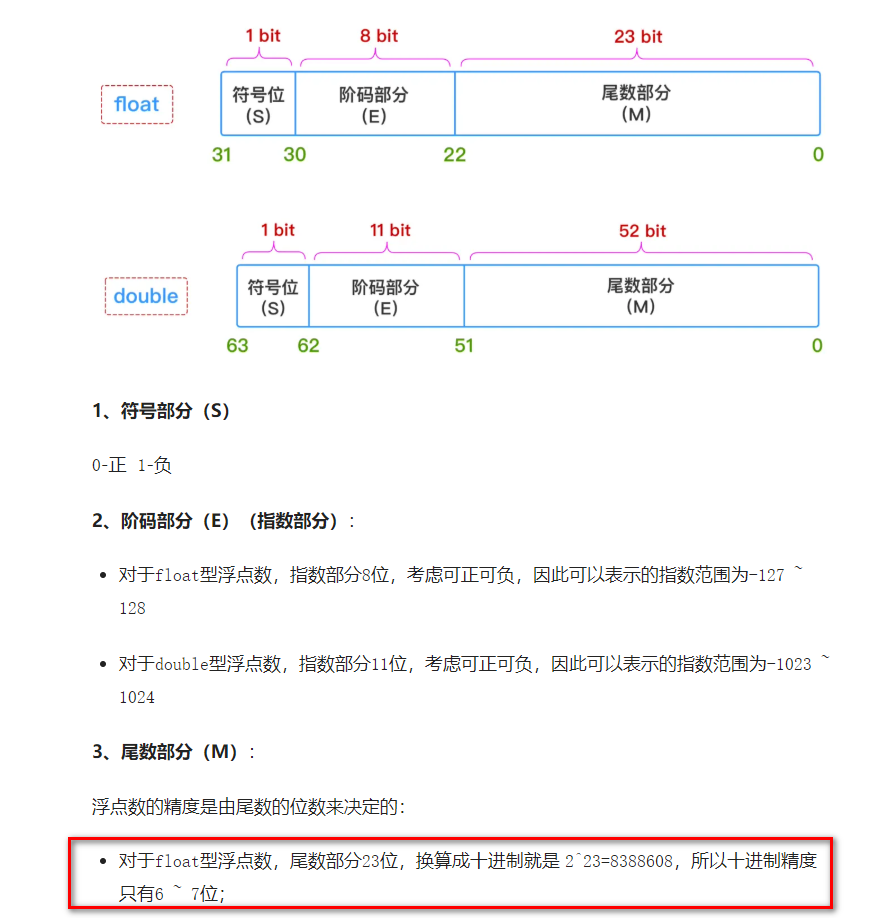 1 bit 8 bit 23 bit
float 符号位 阶码部分 尾数部分
(S) (E) (M)
31 30 22 0
1 bit 11 bit 52 bit
double 符号位 阶码部分 尾数部分
(S) (E) (M)
63 62 51 0
1、符号部分（S）
0-正 1-负
2、阶码部分（E）（指数部分）:
• 对于float型浮点数，指数部分8位，考虑可正可负，因此可以表示的指数范围为-127 ~
128
• 对于double型浮点数，指数部分11位，考虑可正可负，因此可以表示的指数范围为-1023 ~
1024
3、尾数部分（M）:
浮点数的精度是由尾数的位数来决定的:
• 对于float型浮点数，尾数部分23位，换算成十进制就是 2^23=8388608，所以十进制精度
只有6 ~ 7位;